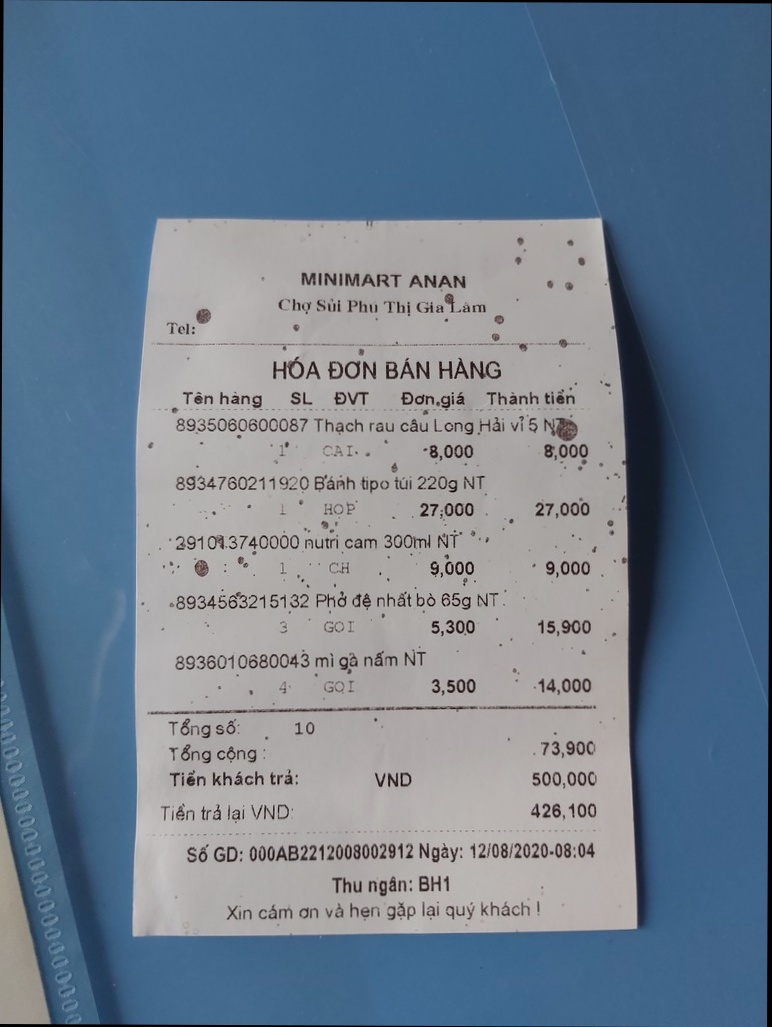 MINIMART ANAN
Chợ Sủi Phú Thị Gia Lâm
Tel:
HÓA ĐƠN BÁN HÀNG
Tên hàng SL ĐVT Đơn giá Thành tiền
8935060600087 Thạch rau câu Long Hải vỉ 5 NT
1 CAI 8,000 8,000
8934760211920 Bánh tipo túi 220g NT
1 HOP 27,000 27,000
291013740000 nutri cam 300ml NT
1 CH 9,000 9,000
8934563215132 Phở đệ nhất bò 65g NT
3 GOI 5,300 15,900
8936010680043 mì gà nấm NT
4 GOI 3,500 14,000
Tổng số: 10
Tổng cộng : 73,900
Tiền khách trả: VND 500,000
Tiền trả lại VND: 426,100
Số GD: 000AB2212008002912 Ngày: 12/08/2020-08:04
Thu ngân: BH1
Xin cám ơn và hẹn gặp lại quý khách !